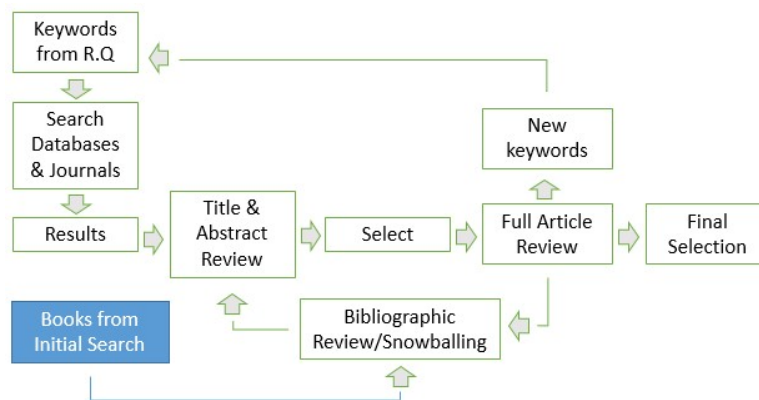 Keywords
from R.Q
Search
Databases
& Journals
Results
Title &
Abstract
Review
Select
New
keywords
Full Article
Review
Final
Selection
Books from
Initial Search
Bibliographic
Review/Snowballing